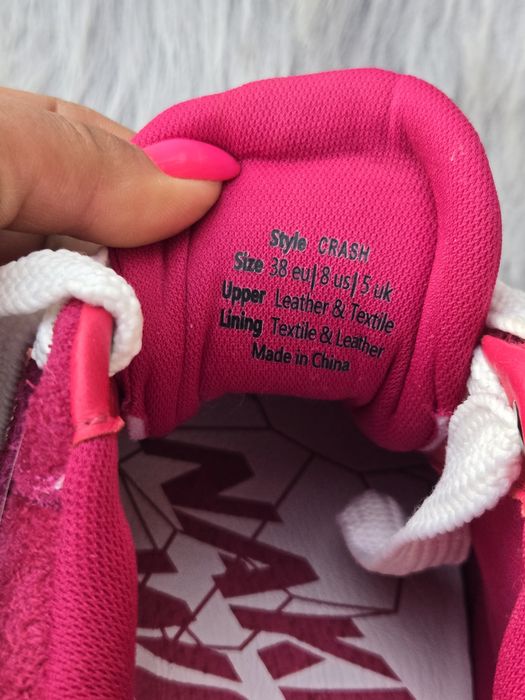 Style CRASH
Size 38 eu|8 us|5 uk
Upper Leather & Textile
Lining Textile & Leather
Made in China